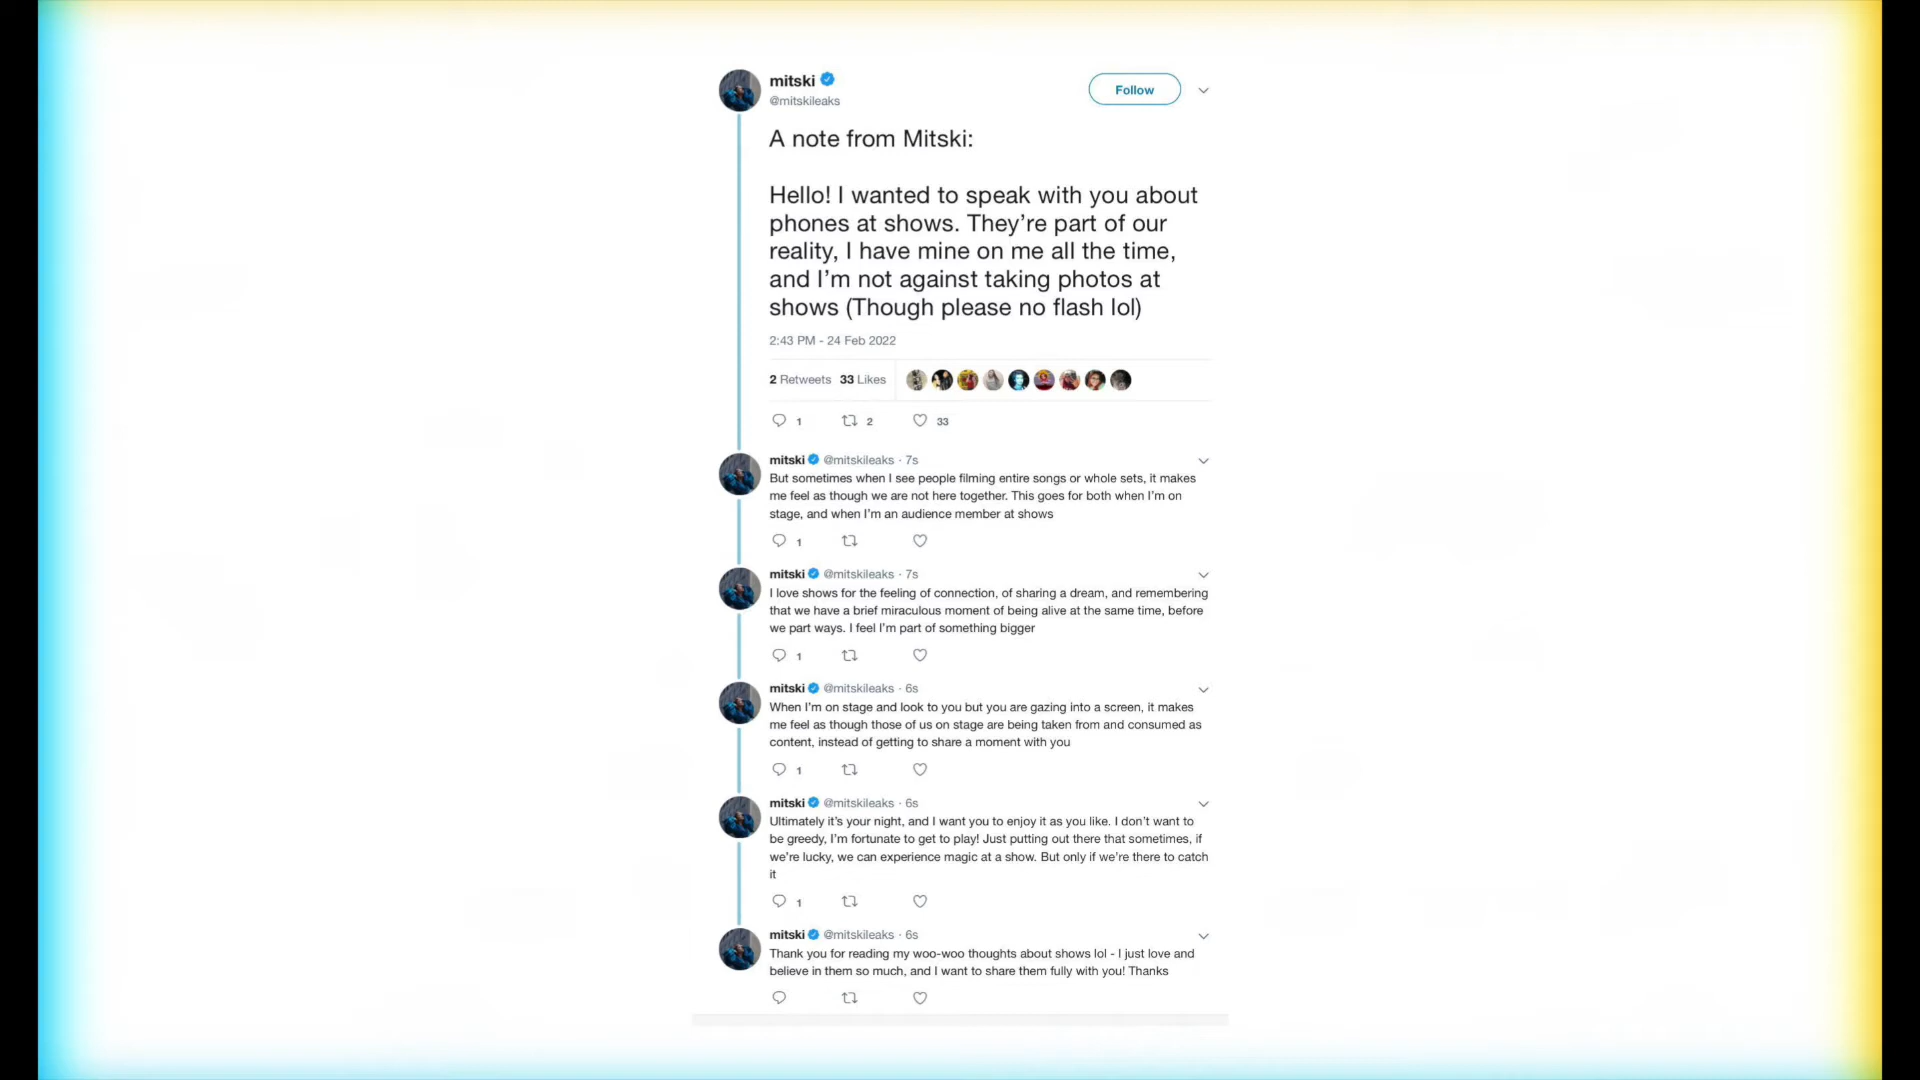 mitski
@mitskileaks
Follow
A note from Mitski:
Hello! I wanted to speak with you about
phones at shows. They’re part of our
reality, I have mine on me all the time,
and I’m not against taking photos at
shows (Though please no flash lol)
2:43 PM - 24 Feb 2022
2 Retweets 33 Likes
1 2 33
mitski @mitskileaks · 7s
But sometimes when I see people filming entire songs or whole sets, it makes
me feel as though we are not here together. This goes for both when I’m on
stage, and when I’m an audience member at shows
1
mitski @mitskileaks · 7s
I love shows for the feeling of connection, of sharing a dream, and remembering
that we have a brief miraculous moment of being alive at the same time, before
we part ways. I feel I’m part of something bigger
1
mitski @mitskileaks · 6s
When I’m on stage and look to you but you are gazing into a screen, it makes
me feel as though those of us on stage are being taken from and consumed as
content, instead of getting to share a moment with you
1
mitski @mitskileaks · 6s
Ultimately it’s your night, and I want you to enjoy it as you like. I don’t want to
be greedy, I’m fortunate to get to play! Just putting out there that sometimes, if
we’re lucky, we can experience magic at a show. But only if we’re there to catch
it
1
mitski @mitskileaks · 6s
Thank you for reading my woo-woo thoughts about shows lol - I just love and
believe in them so much, and I want to share them fully with you! Thanks